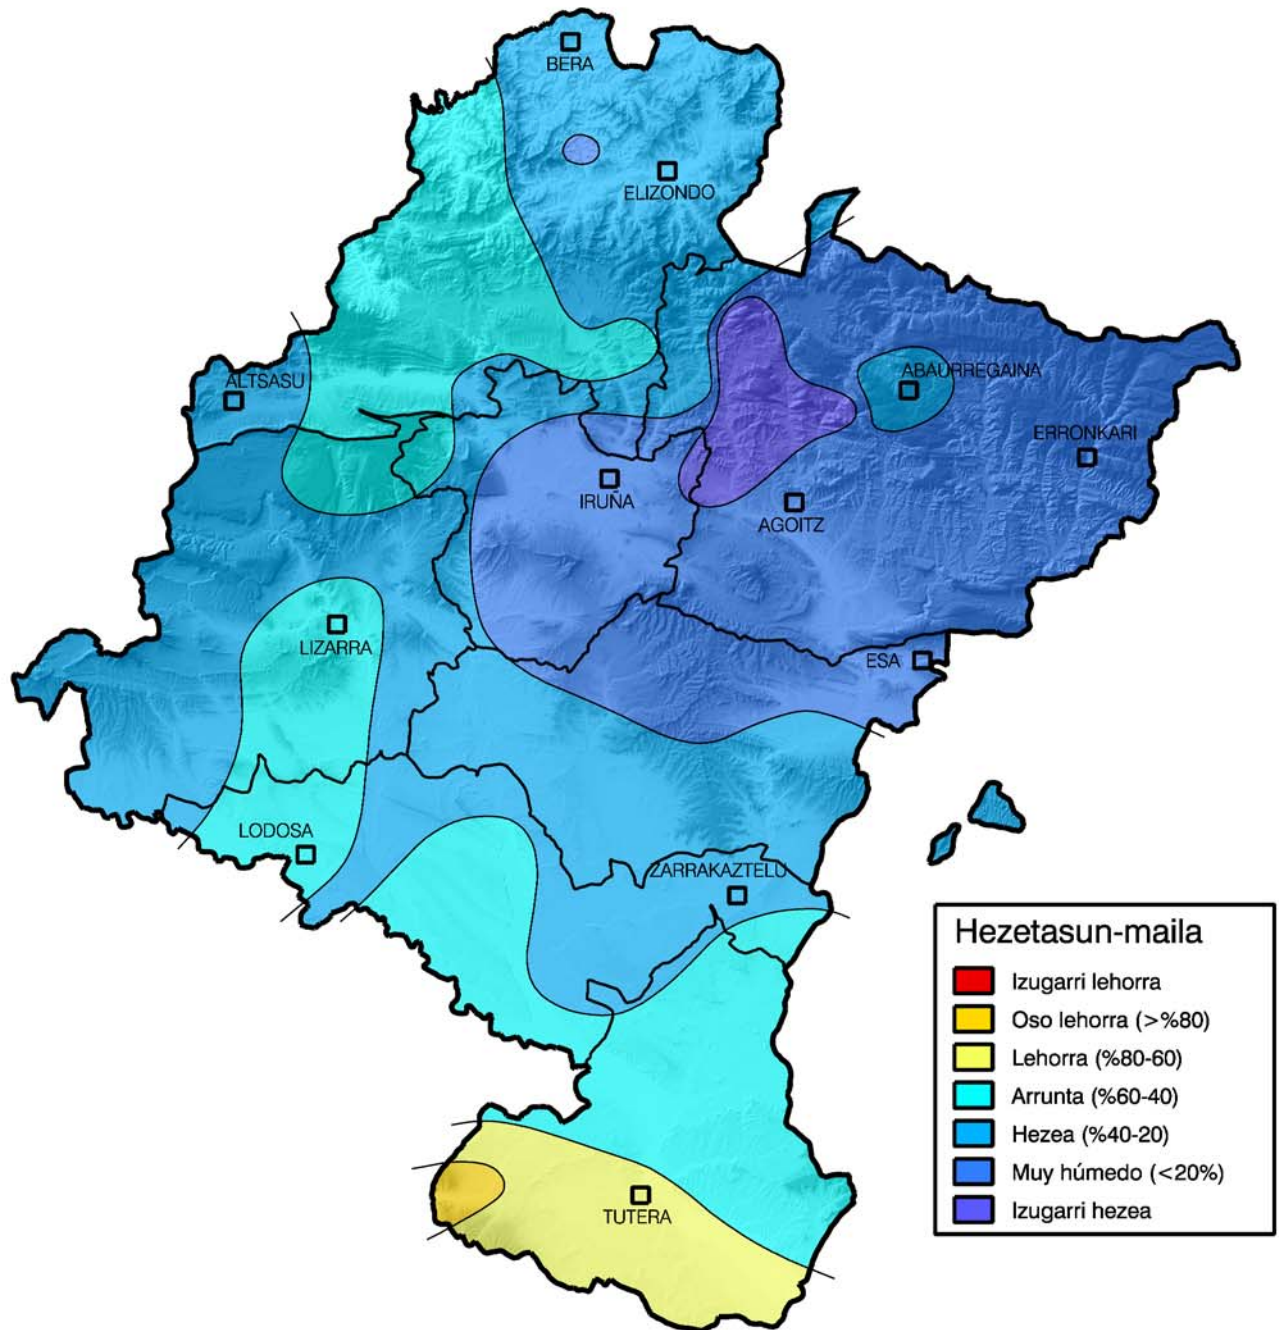 BERA
ELIZONDO
ALTSASU
ABAURREGAINA
ERRONKARI
IRUÑA
AGOITZ
LIZARRA
ESA
LODOSA
ZARRAKAZTELU
TUTERA
Hezetasun-maila
Izugarri lehorra
Oso lehorra (>%80)
Lehorra (%80-60)
Arrunta (%60-40)
Hezea (%40-20)
Muy húmedo (<20%)
Izugarri hezea